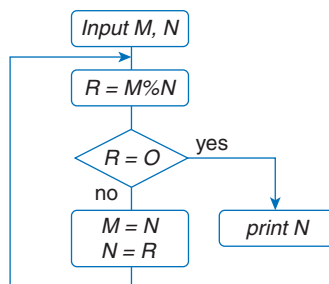 Input M, N
R = M%N
R = O
yes
no
M = N
N = R
print N